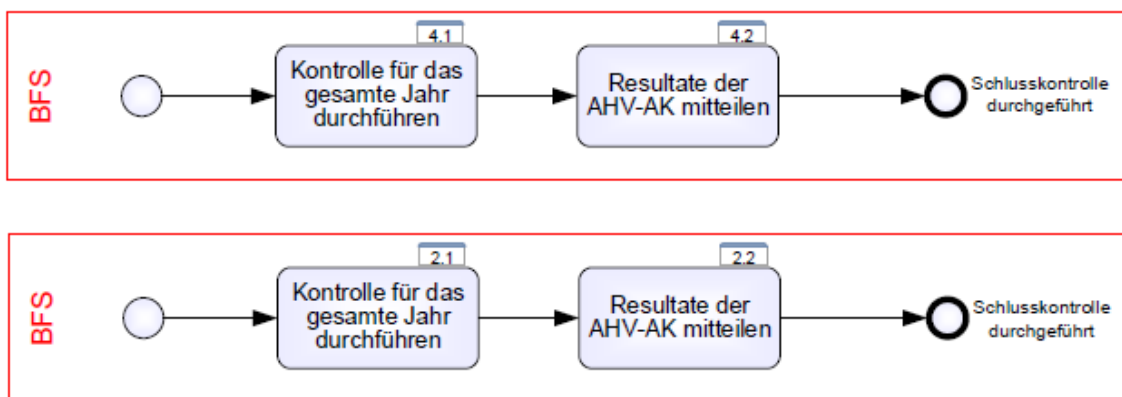 BFS
4.1
Kontrolle für das
gesamte Jahr
durchführen
4.2
Resultate der
AHV-AK mitteilen
Schlusskontrolle
durchgeführt
BFS
2.1
Kontrolle für das
gesamte Jahr
durchführen
2.2
Resultate der
AHV-AK mitteilen
Schlusskontrolle
durchgeführt